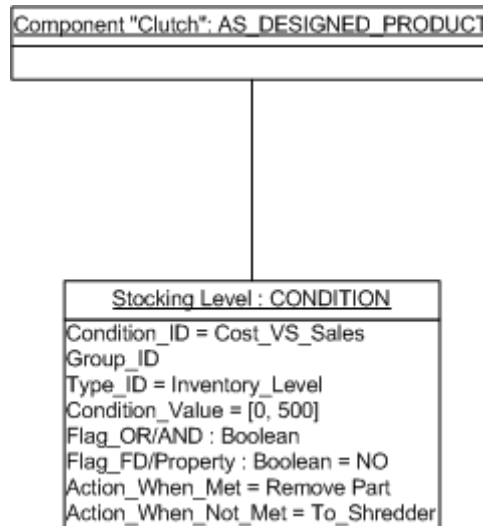 Component "Clutch": AS_DESIGNED_PRODUCT
Stocking Level : CONDITION
Condition_ID = Cost_VS_Sales
Group_ID
Type_ID = Inventory_Level
Condition_Value = [0, 500]
Flag_OR/AND : Boolean
Flag_FD/Property : Boolean = NO
Action_When_Met = Remove Part
Action_When_Not_Met = To_Shredder